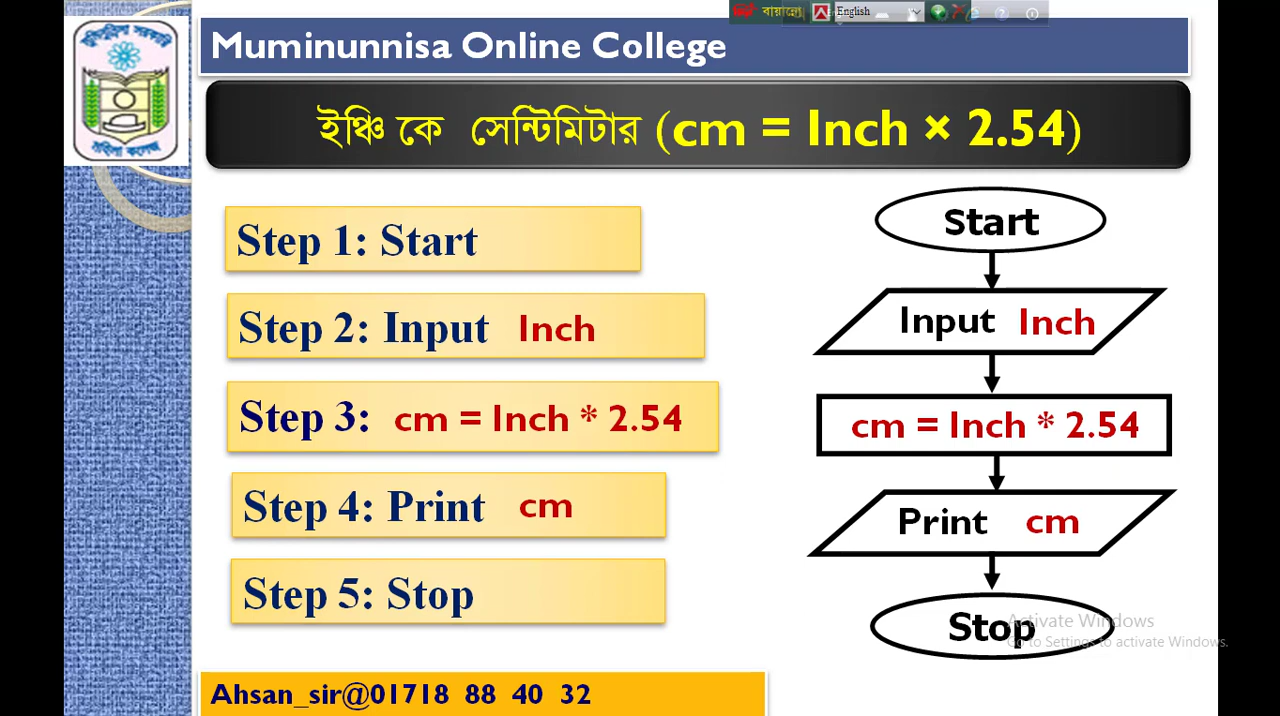 বায়ান্নো English
Muminunnisa Online College
ইঞ্চি কে সেন্টিমিটার (cm = Inch × 2.54)
Step 1: Start
Step 2: Input Inch
Step 3: cm = Inch * 2.54
Step 4: Print cm
Step 5: Stop
Start
Input Inch
cm = Inch * 2.54
Print cm
Stop
Activate Windows
Go to Settings to activate Windows.
Ahsan_sir@01718 88 40 32